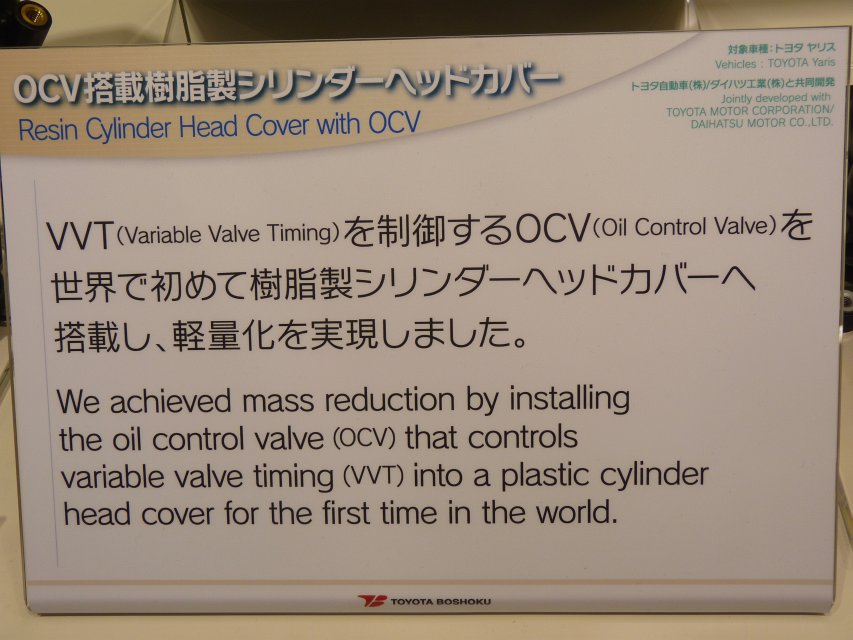 OCV搭載樹脂製シリンダーヘッドカバー
Resin Cylinder Head Cover with OCV
対象車種：トヨタ ヤリス
Vehicles : TOYOTA Yaris
トヨタ自動車(株)/ダイハツ工業(株)と共同開発
Jointly developed with
TOYOTA MOTOR CORPORATION/
DAIHATSU MOTOR CO.,LTD.
VVT(Variable Valve Timing)を制御するOCV(Oil Control Valve)を
世界で初めて樹脂製シリンダーヘッドカバーへ
搭載し、軽量化を実現しました。
We achieved mass reduction by installing
the oil control valve (OCV) that controls
variable valve timing (VVT) into a plastic cylinder
head cover for the first time in the world.
TOYOTA BOSHOKU